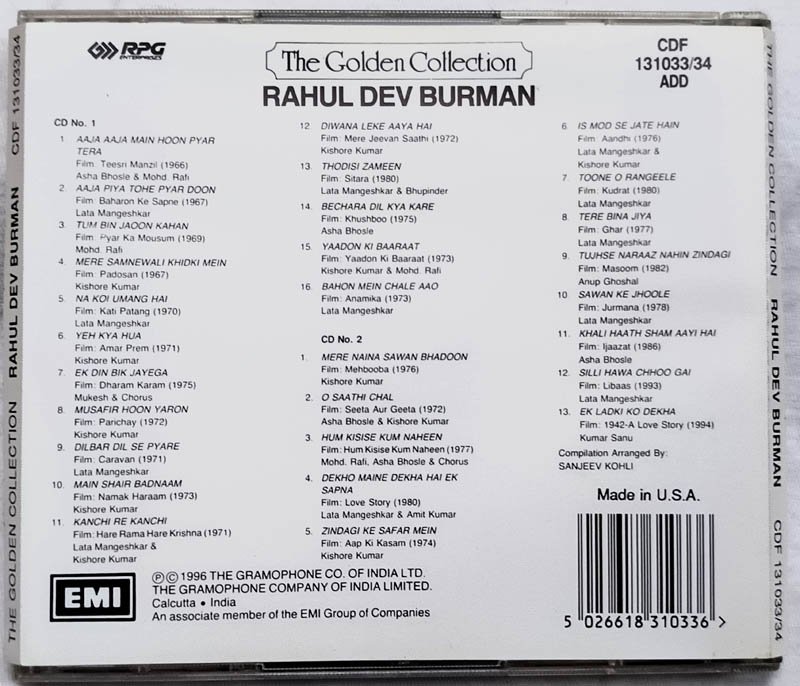 RPG
ENTERPRISES
The Golden Collection
RAHUL DEV BURMAN
CDF
131033/34
ADD
CD No. 1
1. AAJA AAJA MAIN HOON PYAR
TERA
Film: Teesri Manzil (1966)
Asha Bhosle & Mohd. Rafi
2. AAJA PIYA TOHE PYAR DOON
Film: Baharon Ke Sapne (1967)
Lata Mangeshkar
3. TUM BIN JAOON KAHAN
Film: Pyar Ka Mousum (1969)
Mohd. Rafi
4. MERE SAMNEWALI KHIDKI MEIN
Film: Padosan (1967)
Kishore Kumar
5. NA KOI UMANG HAI
Film: Kati Patang (1970)
Lata Mangeshkar
6. YEH KYA HUA
Film: Amar Prem (1971)
Kishore Kumar
7. EK DIN BIK JAYEGA
Film: Dharam Karam (1975)
Mukesh & Chorus
8. MUSAFIR HOON YARON
Film: Parichay (1972)
Kishore Kumar
9. DILBAR DIL SE PYARE
Film: Caravan (1971)
Lata Mangeshkar
10. MAIN SHAIR BADNAAM
Film: Namak Haraam (1973)
Kishore Kumar
11. KANCHI RE KANCHI
Film: Hare Rama Hare Krishna (1971)
Lata Mangeshkar &
Kishore Kumar
12. DIWANA LEKE AAYA HAI
Film: Mere Jeevan Saathi (1972)
Kishore Kumar
13. THODISI ZAMEEN
Film: Sitara (1980)
Lata Mangeshkar & Bhupinder
14. BECHARA DIL KYA KARE
Film: Khushboo (1975)
Asha Bhosle
15. YAADON KI BAARAAT
Film: Yaadon Ki Baaraat (1973)
Kishore Kumar & Mohd. Rafi
16. BAHON MEIN CHALE AAO
Film: Anamika (1973)
Lata Mangeshkar
CD No. 2
1. MERE NAINA SAWAN BHADOON
Film: Mehbooba (1976)
Kishore Kumar
2. O SAATHI CHAL
Film: Seeta Aur Geeta (1972)
Asha Bhosle & Kishore Kumar
3. HUM KISISE KUM NAHEEN
Film: Hum Kisise Kum Naheen (1977)
Mohd. Rafi, Asha Bhosle & Chorus
4. DEKHO MAINE DEKHA HAI EK
SAPNA
Film: Love Story (1980)
Lata Mangeshkar & Amit Kumar
5. ZINDAGI KE SAFAR MEIN
Film: Aap Ki Kasam (1974)
Kishore Kumar
6. IS MOD SE JATE HAIN
Film: Aandhi (1976)
Lata Mangeshkar &
Kishore Kumar
7. TOONE O RANGEELE
Film: Kudrat (1980)
Lata Mangeshkar
8. TERE BINA JIYA
Film: Ghar (1977)
Lata Mangeshkar
9. TUJHSE NARAAZ NAHIN ZINDAGI
Film: Masoom (1982)
Anup Ghoshal
10. SAWAN KE JHOOLE
Film: Jurmana (1978)
Lata Mangeshkar
11. KHALI HAATH SHAM AAYI HAI
Film: Ijaazat (1986)
Asha Bhosle
12. SILLI HAWA CHHOO GAI
Film: Libaas (1993)
Lata Mangeshkar
13. EK LADKI KO DEKHA
Film: 1942-A Love Story (1994)
Kumar Sanu
Compilation Arranged By:
SANJEEV KOHLI
Made in U.S.A.
5 026618 310336 >
EMI
Ⓟ © 1996 THE GRAMOPHONE CO. OF INDIA LTD.
THE GRAMOPHONE COMPANY OF INDIA LIMITED.
Calcutta • India
An associate member of the EMI Group of Companies
THE GOLDEN COLLECTION RAHUL DEV BURMAN CDF 131033/34
THE GOLDEN COLLECTION RAHUL DEV BURMAN CDF 131033/34